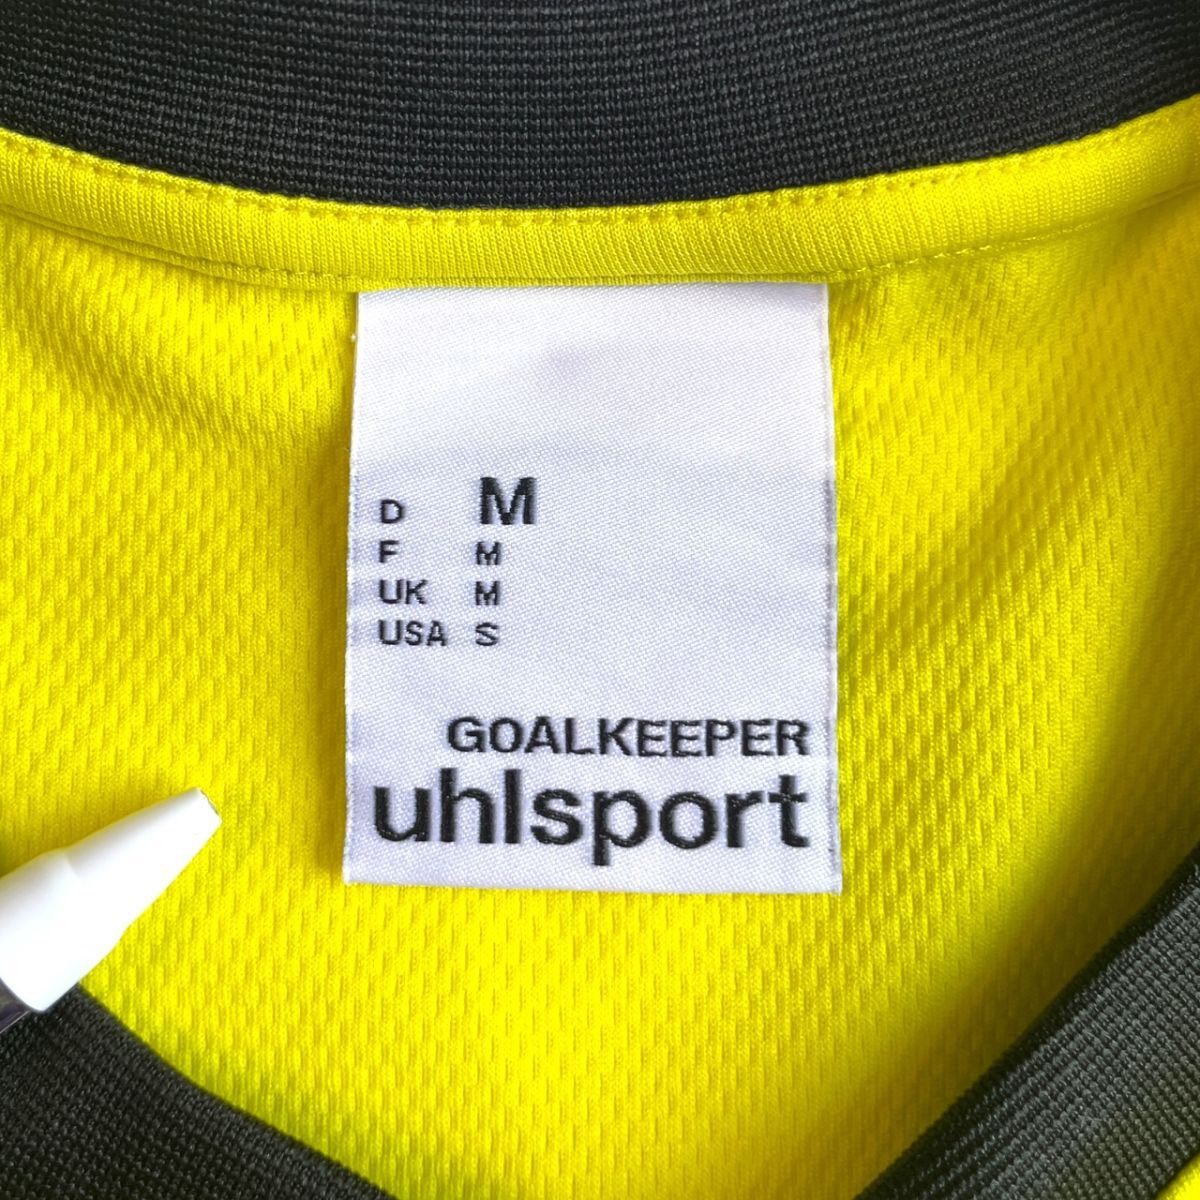 D M
F M
UK M
USA S
GOALKEEPER
uhlsport